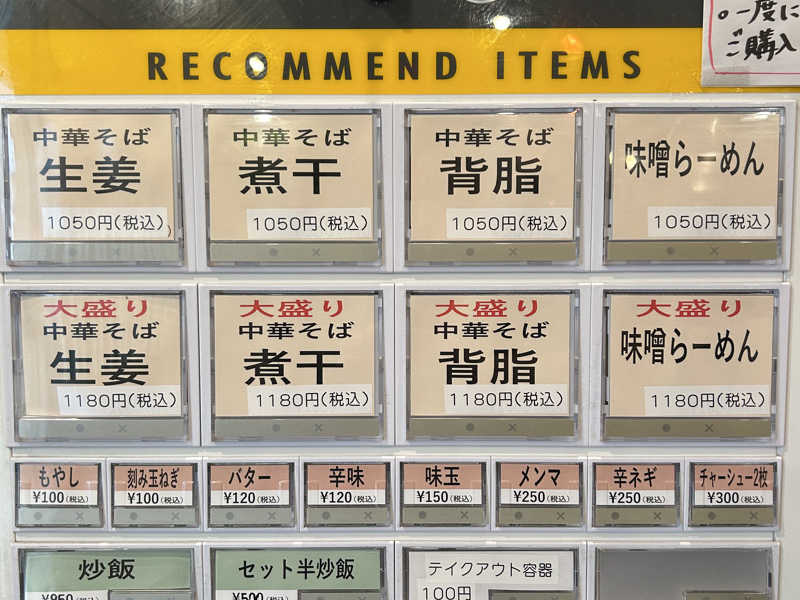 。一度に
ご購入
RECOMMEND ITEMS
中華そば
生姜
1050円(税込)
中華そば
煮干
1050円(税込)
中華そば
背脂
1050円(税込)
味噌らーめん
1050円(税込)
大盛り
中華そば
生姜
1180円(税込)
大盛り
中華そば
煮干
1180円(税込)
大盛り
中華そば
背脂
1180円(税込)
大盛り
味噌らーめん
1180円(税込)
もやし
¥100(税込)
刻み玉ねぎ
¥100(税込)
バター
¥120(税込)
辛味
¥120(税込)
味玉
¥150(税込)
メンマ
¥250(税込)
辛ネギ
¥250(税込)
チャーシュー2枚
¥300(税込)
炒飯
¥950(税込)
セット半炒飯
¥500(税込)
テイクアウト容器
100円